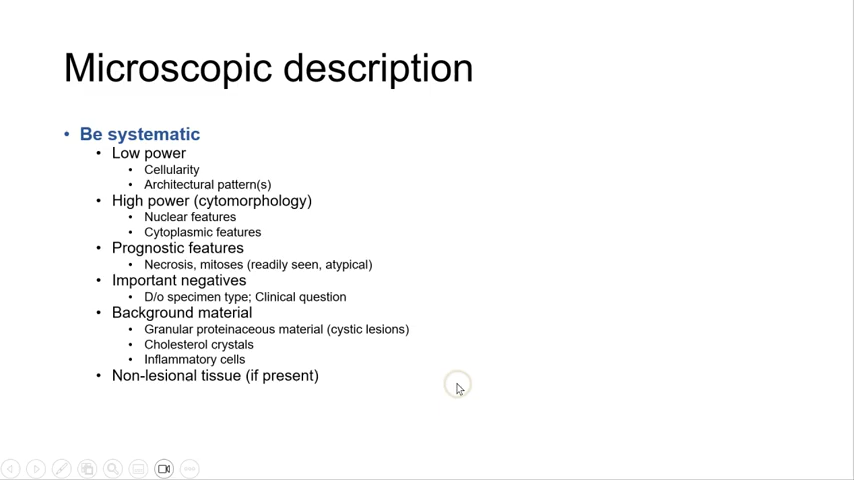 Microscopic description
• Be systematic
• Low power
• Cellularity
• Architectural pattern(s)
• High power (cytomorphology)
• Nuclear features
• Cytoplasmic features
• Prognostic features
• Necrosis, mitoses (readily seen, atypical)
• Important negatives
• D/o specimen type; Clinical question
• Background material
• Granular proteinaceous material (cystic lesions)
• Cholesterol crystals
• Inflammatory cells
• Non-lesional tissue (if present)